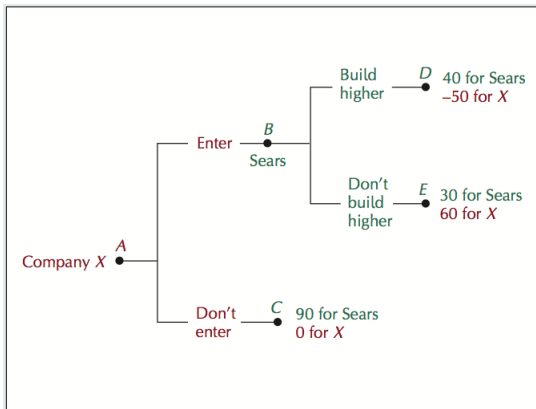 Build
higher
D
40 for Sears
–50 for X
Enter
B
Sears
Don't
build
higher
E
30 for Sears
60 for X
Company X
A
Don't
enter
C
90 for Sears
0 for X